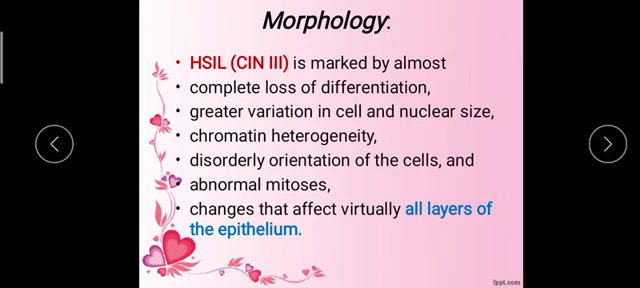 Morphology:
• HSIL (CIN III) is marked by almost
• complete loss of differentiation,
• greater variation in cell and nuclear size,
• chromatin heterogeneity,
• disorderly orientation of the cells, and
• abnormal mitoses,
• changes that affect virtually all layers of
the epithelium.
fppt.com